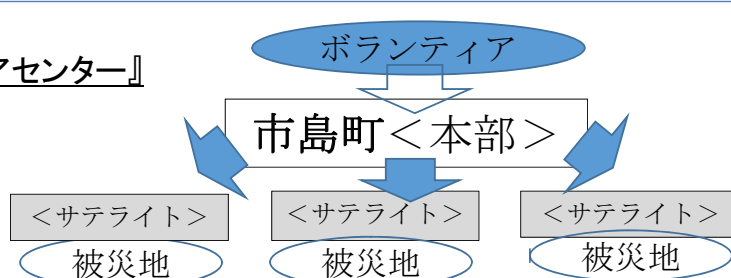 ボランティア
アセンター』
市島町＜本部＞
＜サテライト＞ ＜サテライト＞ ＜サテライト＞
被災地 被災地 被災地